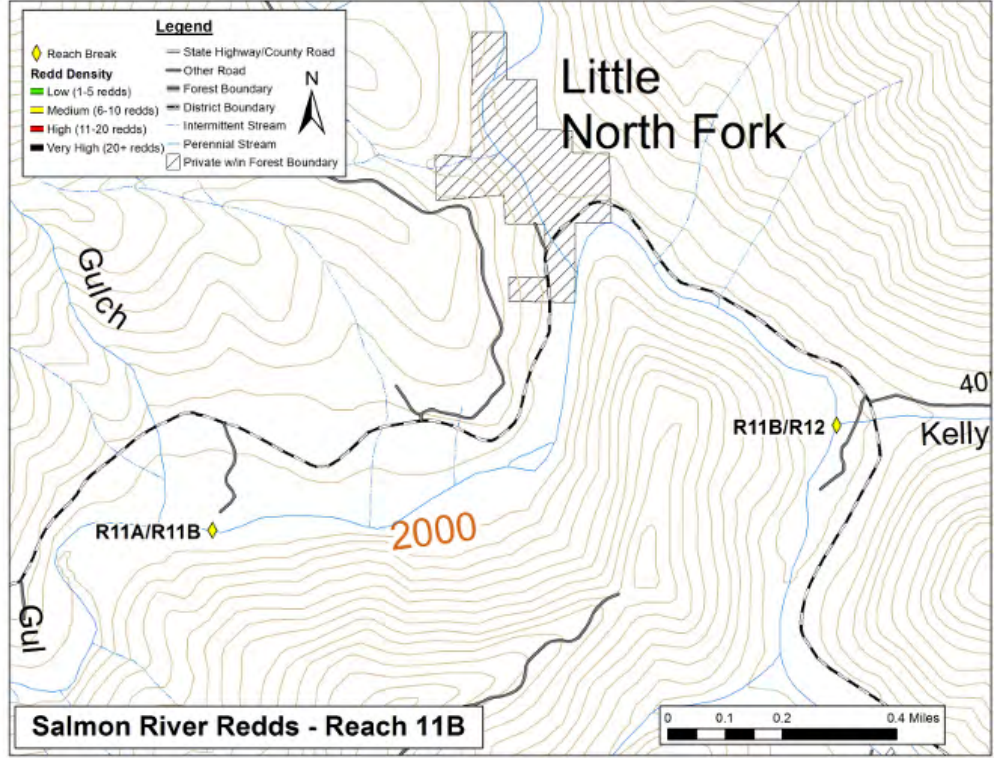 Legend
Reach Break
Redd Density
Low (1-5 redds)
Medium (6-10 redds)
High (11-20 redds)
Very High (20+ redds)
State Highway/County Road
Other Road
Forest Boundary
District Boundary
Intermittent Stream
Perennial Stream
Private w/in Forest Boundary
N
Little
North Fork
Gulch
40
R11B/R12
Kelly
R11A/R11B
2000
Gul
Salmon River Redds - Reach 11B
0 0.1 0.2 0.4 Miles